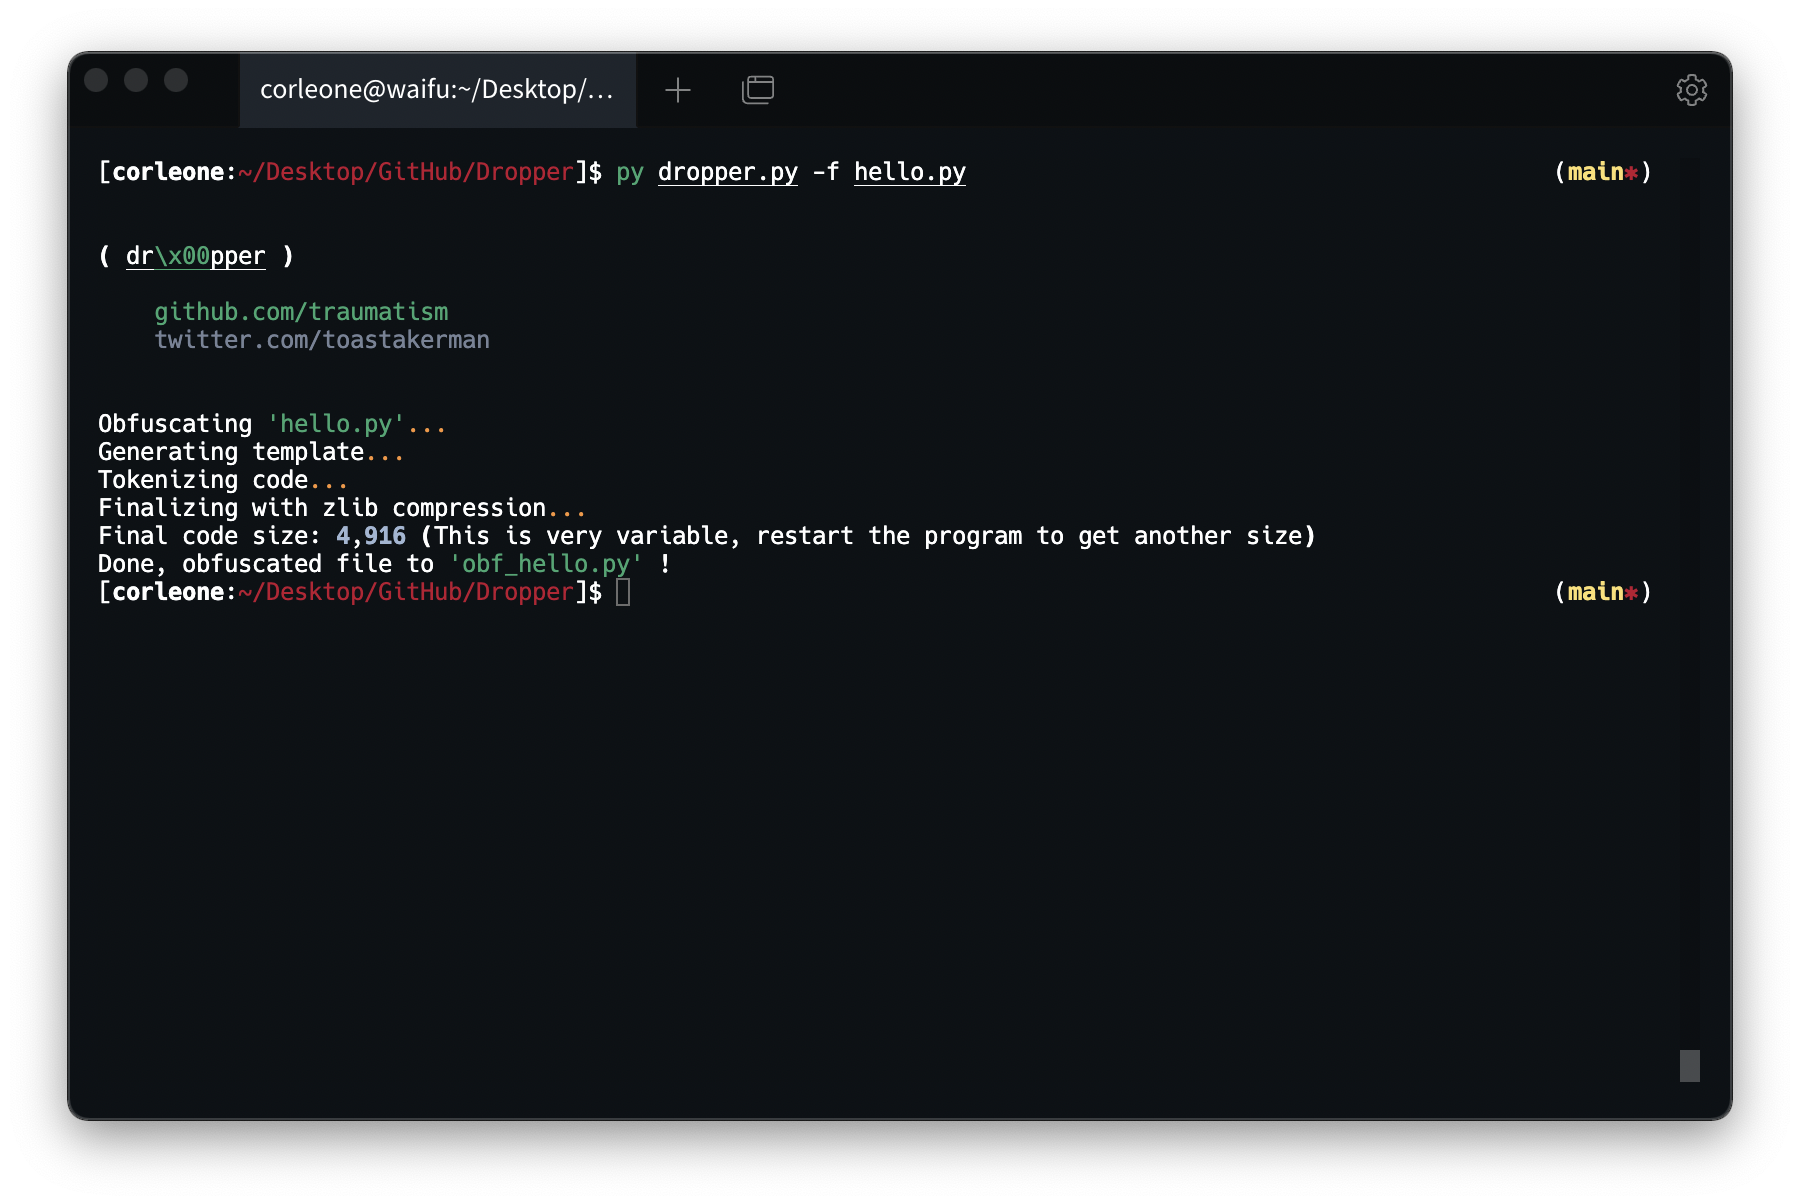 corleone@waifu:~/Desktop/...
[corleone:~/Desktop/GitHub/Dropper]$ py dropper.py -f hello.py (main*)
( dr\x00pper )
github.com/traumatism
twitter.com/toastakerman
Obfuscating 'hello.py'...
Generating template...
Tokenizing code...
Finalizing with zlib compression...
Final code size: 4,916 (This is very variable, restart the program to get another size)
Done, obfuscated file to 'obf_hello.py' !
[corleone:~/Desktop/GitHub/Dropper]$ (main*)